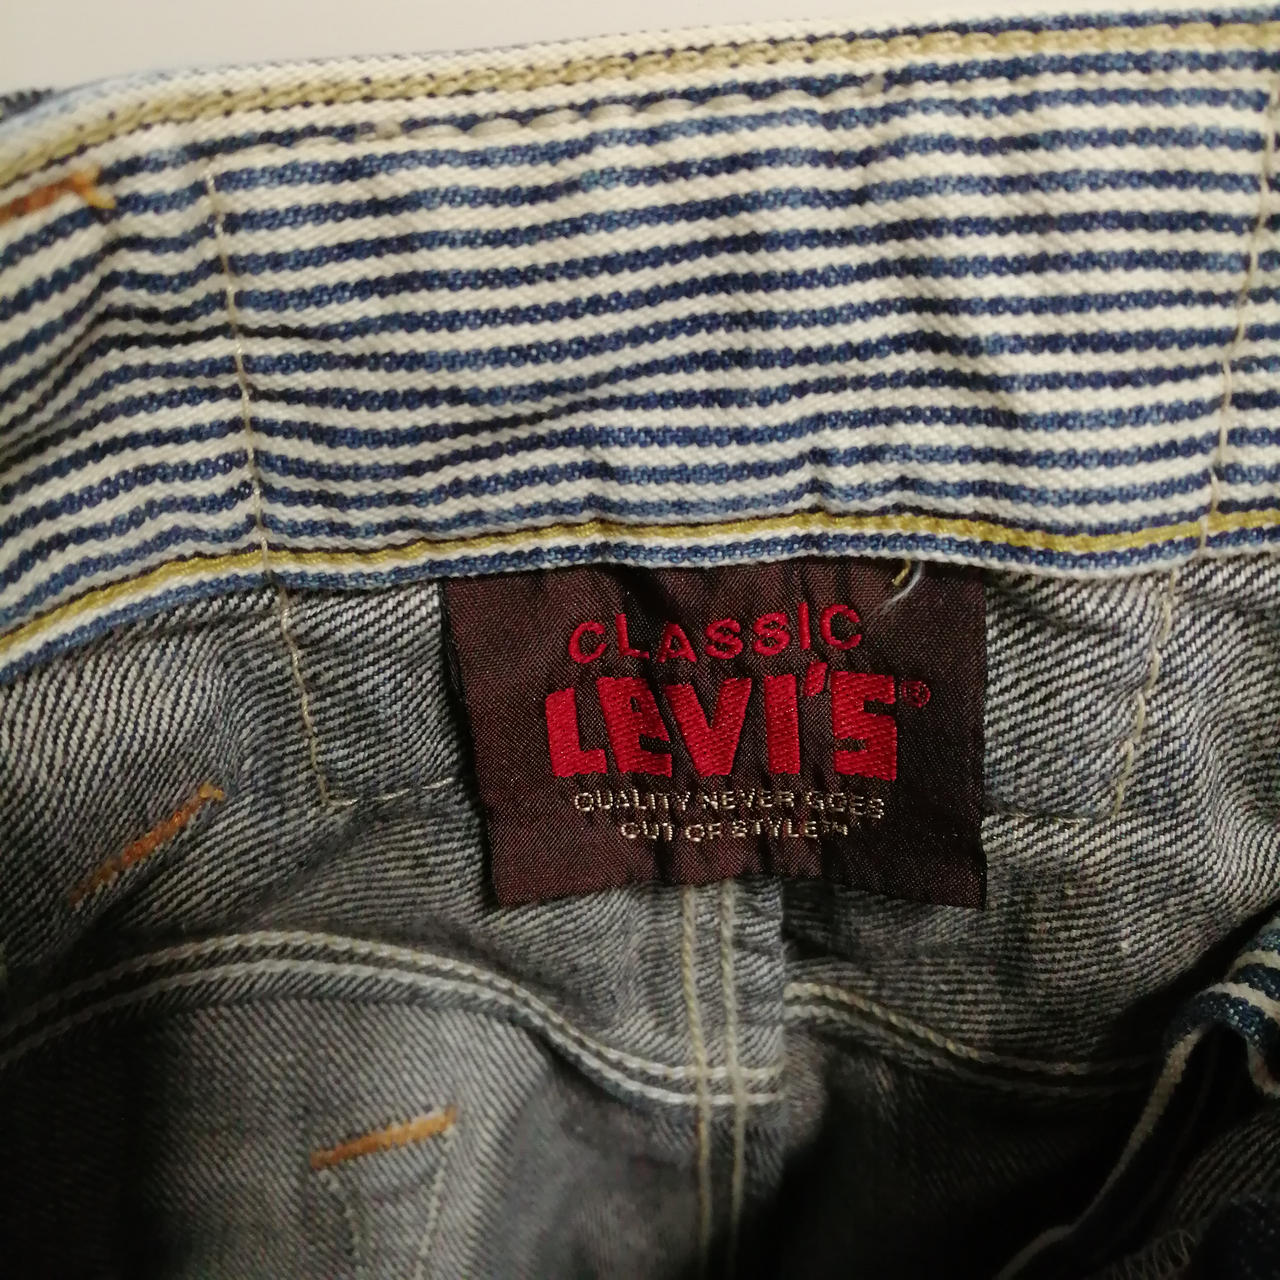 CLASSIC
LEVI'S®
QUALITY NEVER GOES
OUT OF STYLE™